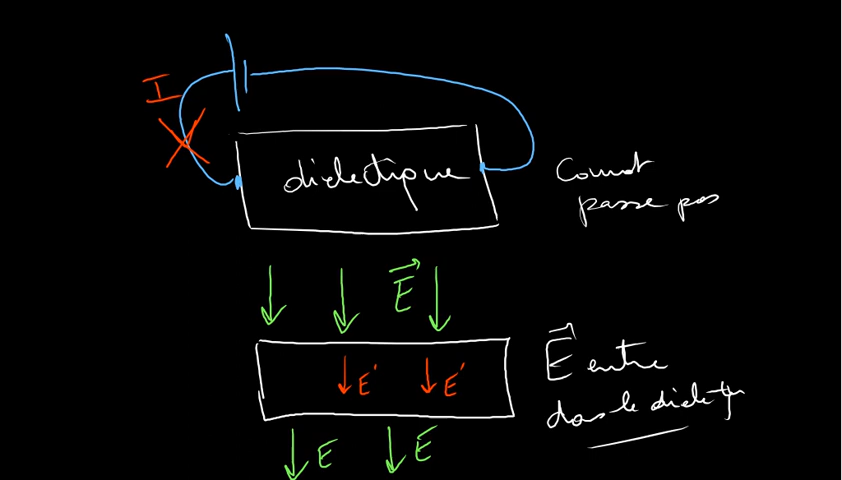 I
diélectrique
Courant
passe pas
E
E' E'
E entre
dans le diélectrique
E E